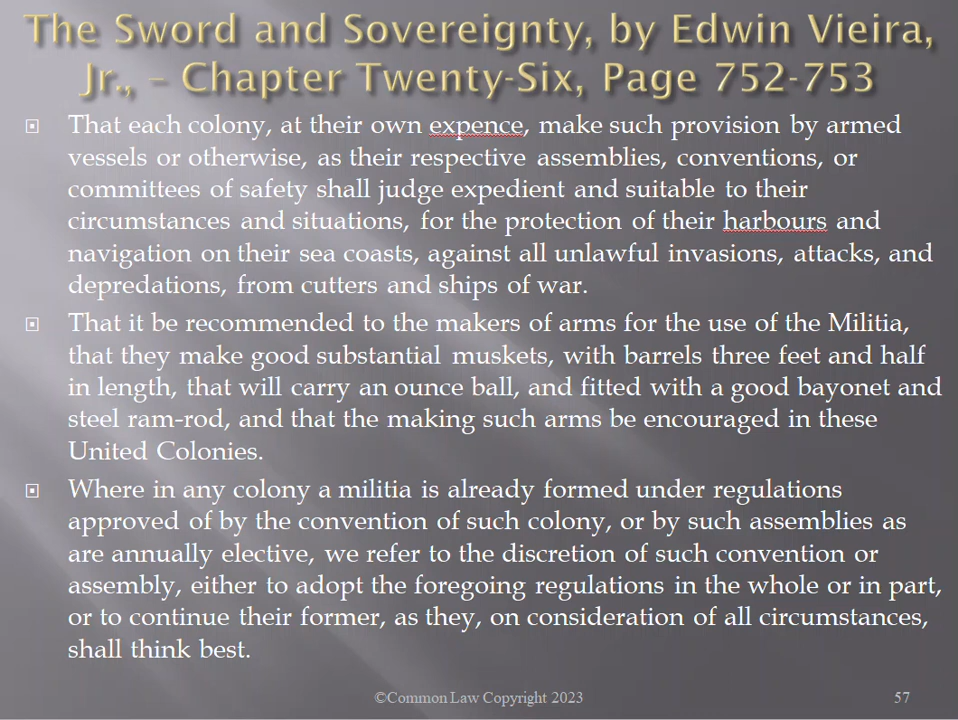 The Sword and Sovereignty, by Edwin Vieira,
Jr., – Chapter Twenty-Six, Page 752-753
That each colony, at their own expence, make such provision by armed
vessels or otherwise, as their respective assemblies, conventions, or
committees of safety shall judge expedient and suitable to their
circumstances and situations, for the protection of their harbours and
navigation on their sea coasts, against all unlawful invasions, attacks, and
depredations, from cutters and ships of war.
That it be recommended to the makers of arms for the use of the Militia,
that they make good substantial muskets, with barrels three feet and half
in length, that will carry an ounce ball, and fitted with a good bayonet and
steel ram-rod, and that the making such arms be encouraged in these
United Colonies.
Where in any colony a militia is already formed under regulations
approved of by the convention of such colony, or by such assemblies as
are annually elective, we refer to the discretion of such convention or
assembly, either to adopt the foregoing regulations in the whole or in part,
or to continue their former, as they, on consideration of all circumstances,
shall think best.
©Common Law Copyright 2023
57